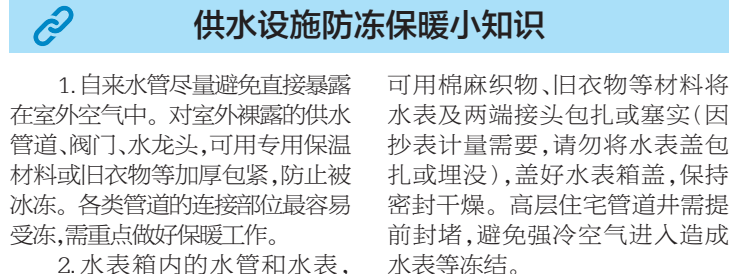 供水设施防冻保暖小知识
1.自来水管尽量避免直接暴露
在室外空气中。对室外裸露的供水
管道、阀门、水龙头,可用专用保温
材料或旧衣物等加厚包紧,防止被
冰冻。各类管道的连接部位最容易
受冻,需重点做好保暖工作。
2.水表箱内的水管和水表,
可用棉麻织物、旧衣物等材料将
水表及两端接头包扎或塞实(因
抄表计量需要,请勿将水表盖包
扎或埋没),盖好水表箱盖,保持
密封干燥。高层住宅管道井需提
前封堵,避免强冷空气进入造成
水表等冻结。